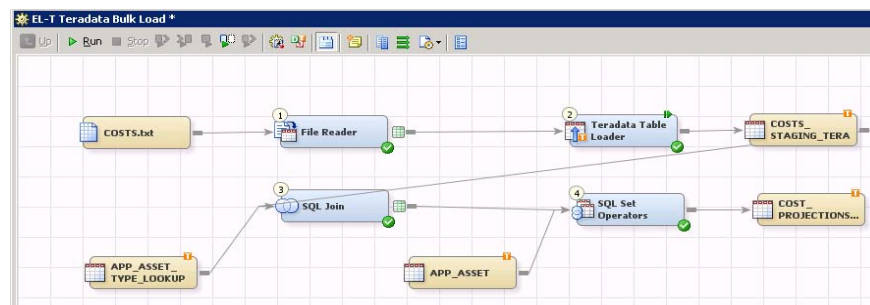 EL-T Teradata Bulk Load *
Up Run Stop
COSTS.txt
1
File Reader
2
Teradata Table
Loader
T
COSTS_
STAGING_TERA
T
3
SQL Join
4
SQL Set
Operators
COST_
PROJECTIONS...
T
APP_ASSET_
TYPE_LOOKUP
T
APP_ASSET
T